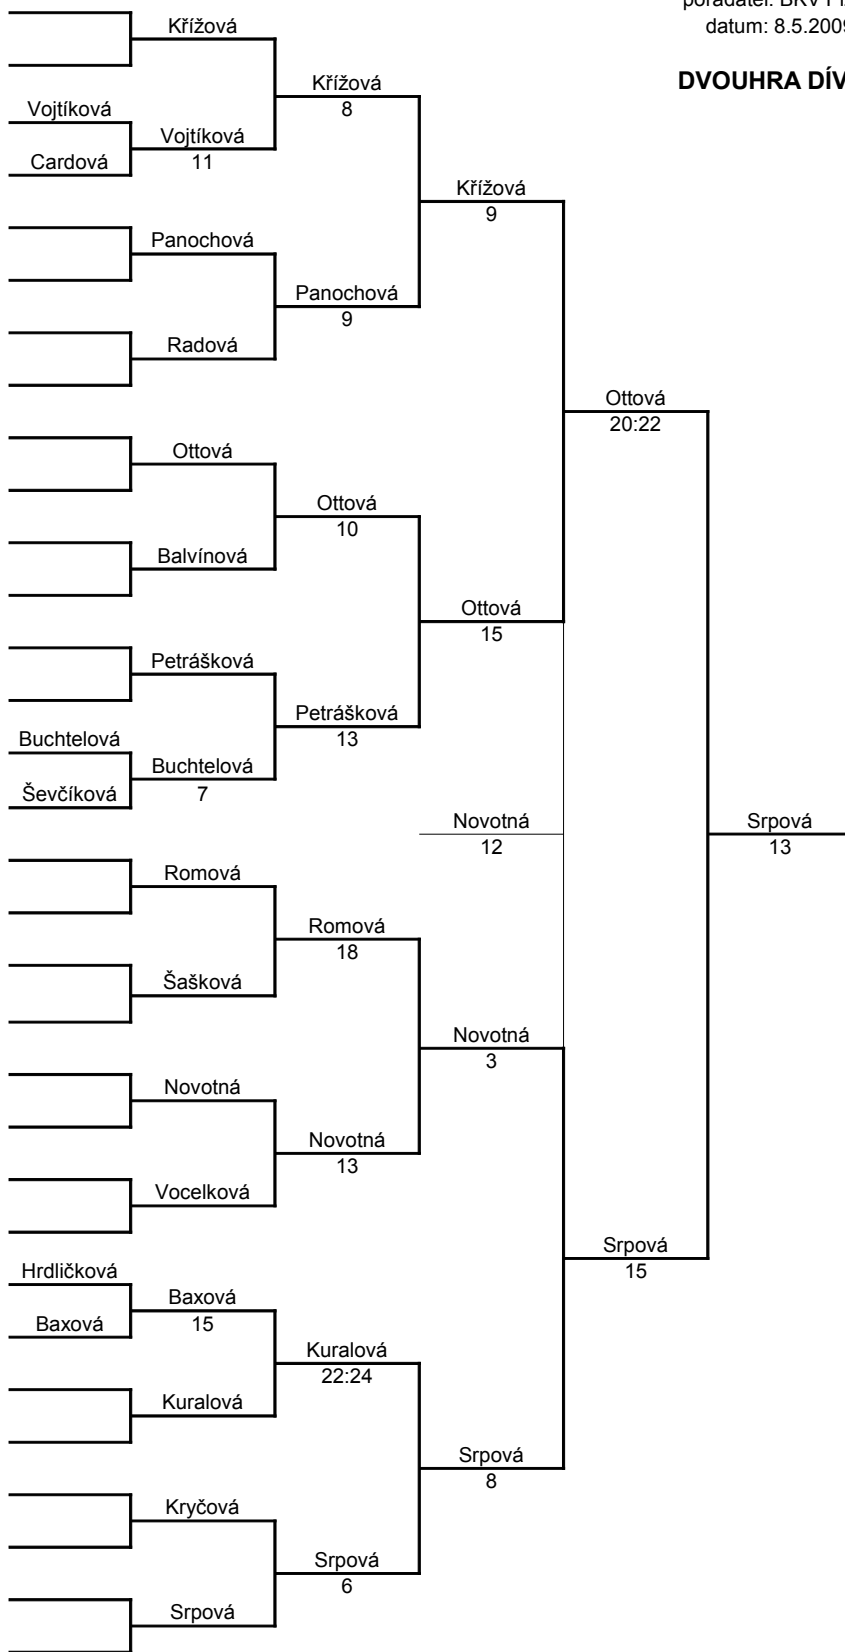 datum: 8.5.2009
DVOUHRA DÍV
Křížová
Vojtíková
Cardová
Vojtíková
11
Křížová
8
Panochová
Radová
Panochová
9
Křížová
9
Ottová
Balvínová
Ottová
10
Petrášková
Buchtelová
Ševčíková
Buchtelová
7
Petrášková
13
Ottová
15
Ottová
20:22
Novotná
12
Romová
Šašková
Romová
18
Novotná
Vocelková
Novotná
13
Novotná
3
Hrdličková
Baxová
Baxová
15
Kuralová
Kuralová
22:24
Kryčová
Srpová
Srpová
6
Srpová
8
Srpová
15
Srpová
13